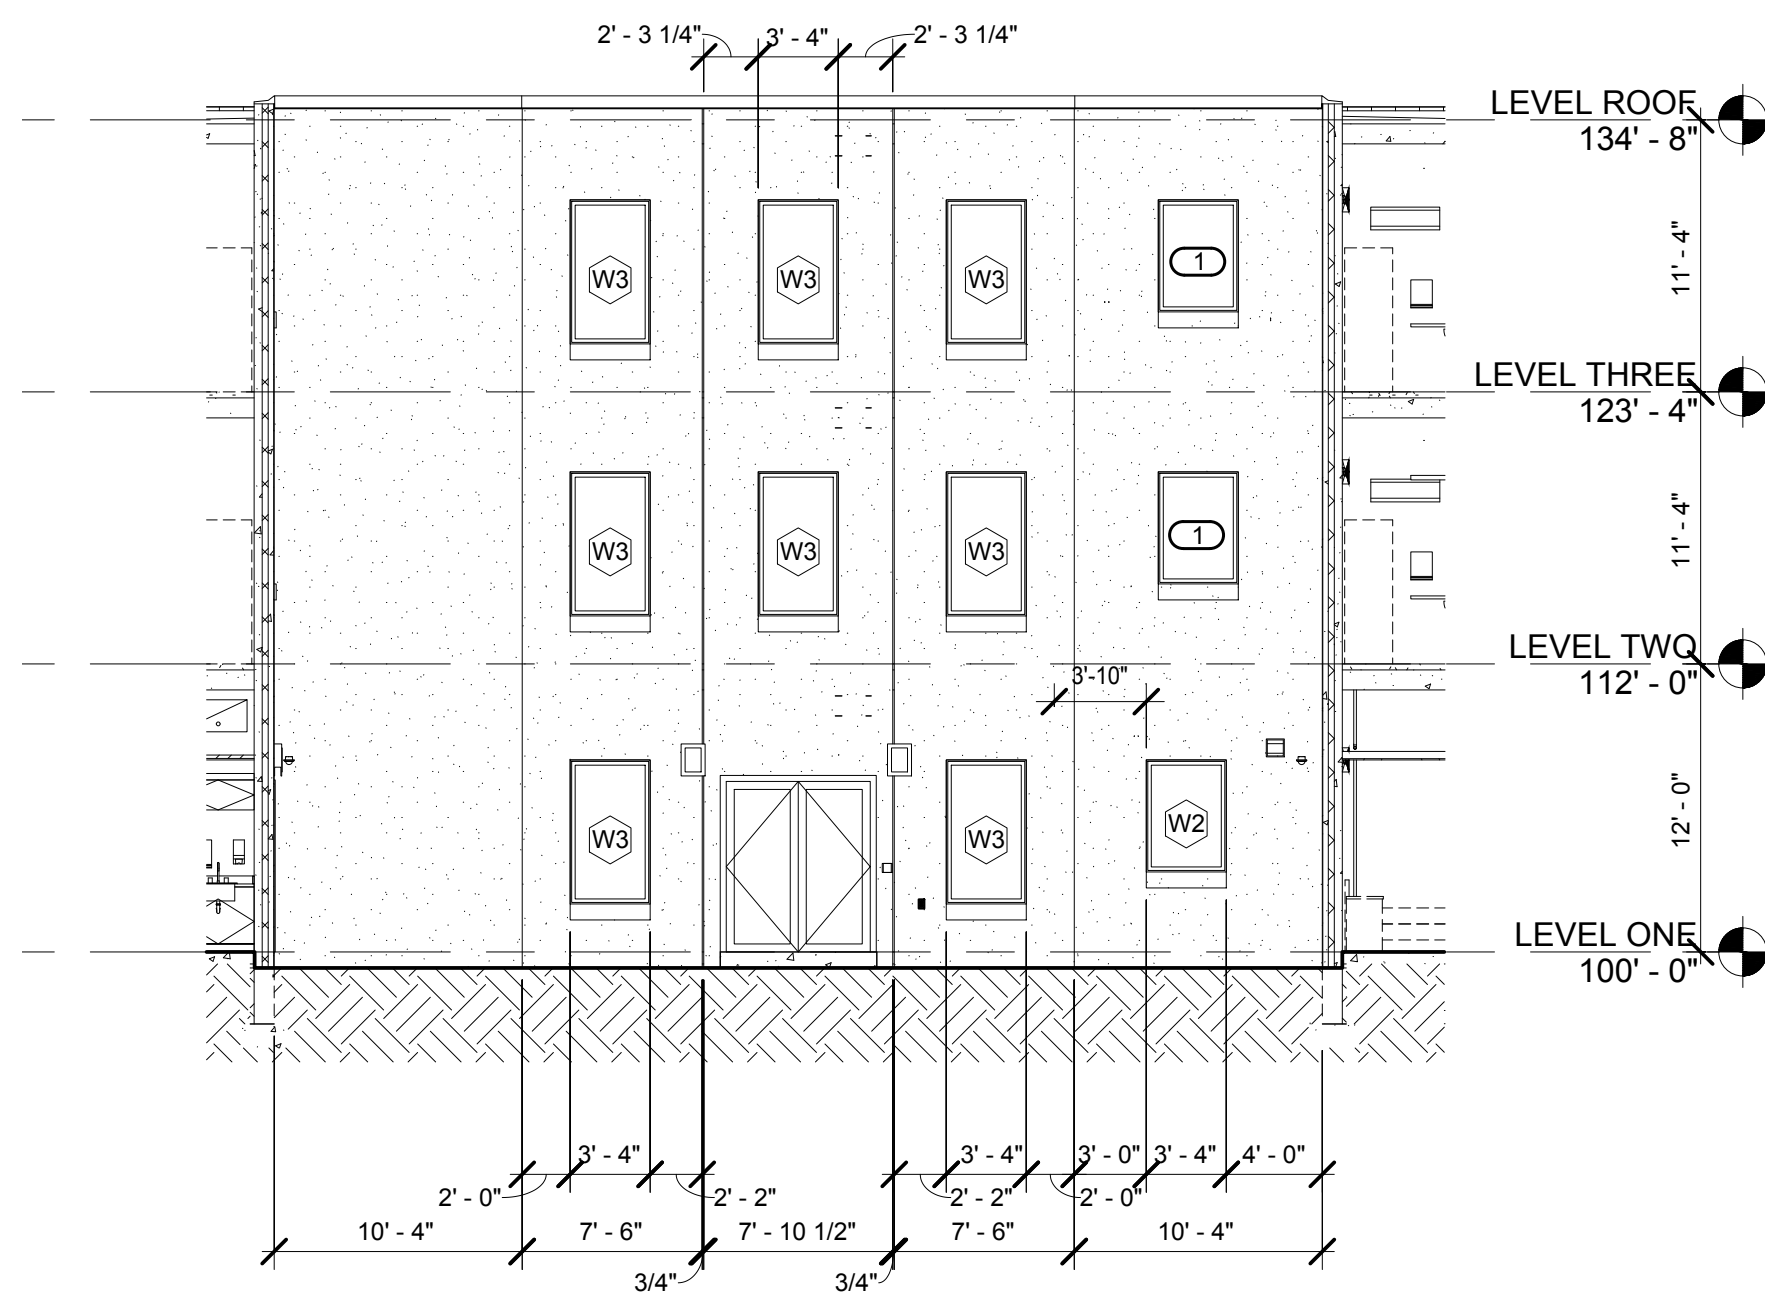 2' - 3 1/4" 3' - 4" 2' - 3 1/4"
LEVEL ROOF
134' - 8"
11' - 4"
W3 W3 W3 1
LEVEL THREE
123' - 4"
11' - 4"
W3 W3 W3 1
LEVEL TWO
112' - 0"
3'-10"
12' - 0"
W3 W3 W2
LEVEL ONE
100' - 0"
3' - 4" 3' - 4" 3' - 0" 3' - 4" 4' - 0"
2' - 0" 2' - 2" 2' - 2" 2' - 0"
10' - 4" 7' - 6" 7' - 10 1/2" 7' - 6" 10' - 4"
3/4" 3/4"